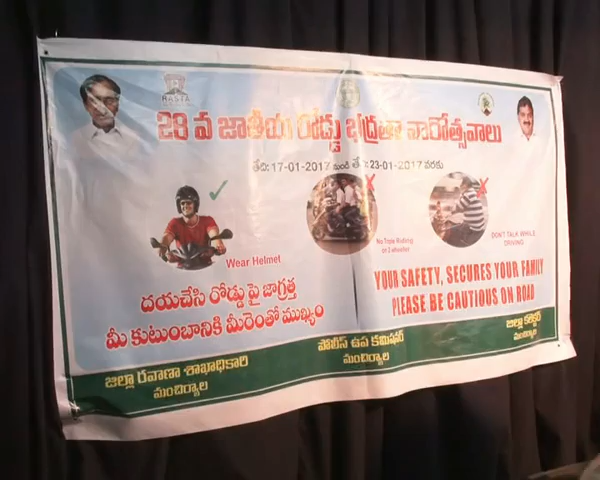 RASTA
28 వ జాతీయ రోడ్డు భద్రతా వారోత్సవాలు
తేది: 17-01-2017 నుండి తేది: 23-01-2017 వరకు
Wear Helmet
No Triple Riding
on 2 wheeler
DON'T TALK WHILE
DRIVING
దయచేసి రోడ్డు పై జాగ్రత్త
మీ కుటుంబానికి మీరెంతో ముఖ్యం
YOUR SAFETY, SECURES YOUR FAMILY
PLEASE BE CAUTIOUS ON ROAD
జిల్లా రవాణా శాఖాధికారి
మంచిర్యాల
పోలీస్ ఉప కమిషనర్
మంచిర్యాల
జిల్లా కలెక్టర్
మంచిర్యాల